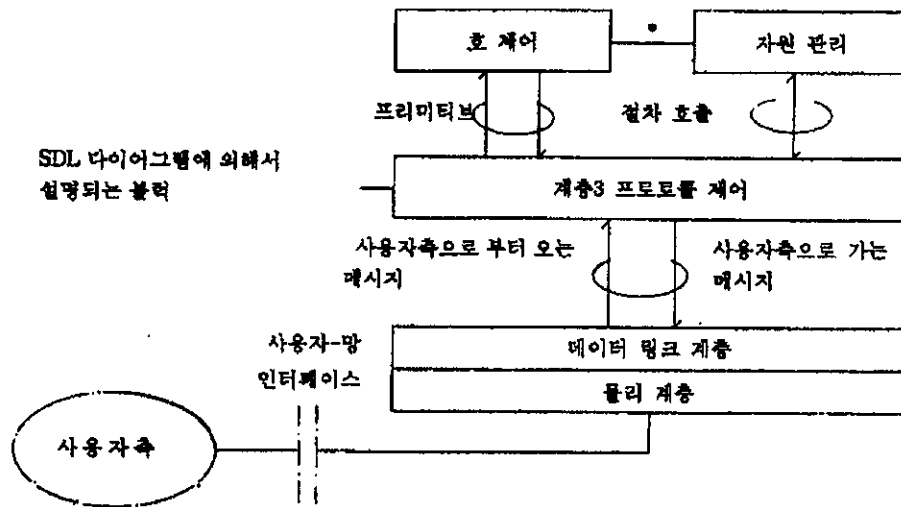 호 제어
*
자원 관리
프리미티브
절차 호출
SDL 다이어그램에 의해서
설명되는 블럭
계층3 프로토콜 제어
사용자측으로 부터 오는
메시지
사용자측으로 가는
메시지
사용자-망
인터페이스
데이터 링크 계층
물리 계층
사용자측